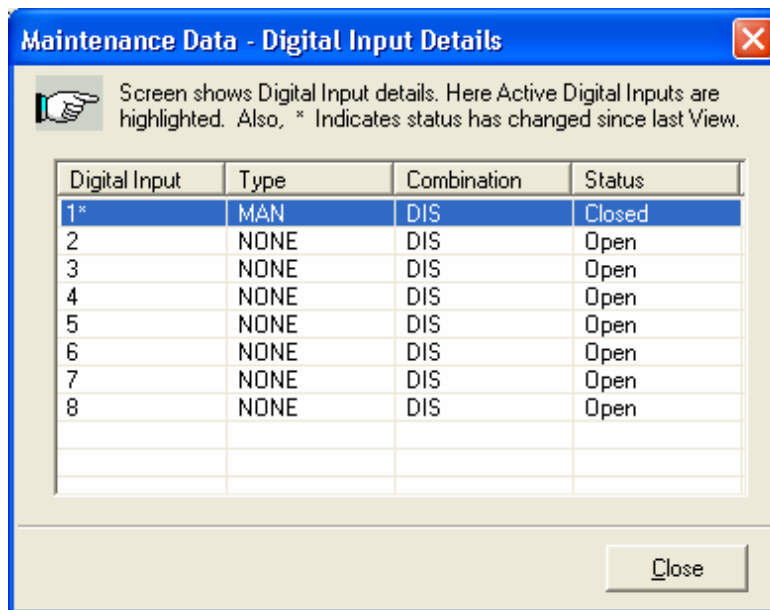 Maintenance Data - Digital Input Details
Screen shows Digital Input details. Here Active Digital Inputs are
highlighted. Also, * Indicates status has changed since last View.
Digital Input Type Combination Status
1* MAN DIS Closed
2 NONE DIS Open
3 NONE DIS Open
4 NONE DIS Open
5 NONE DIS Open
6 NONE DIS Open
7 NONE DIS Open
8 NONE DIS Open
Close